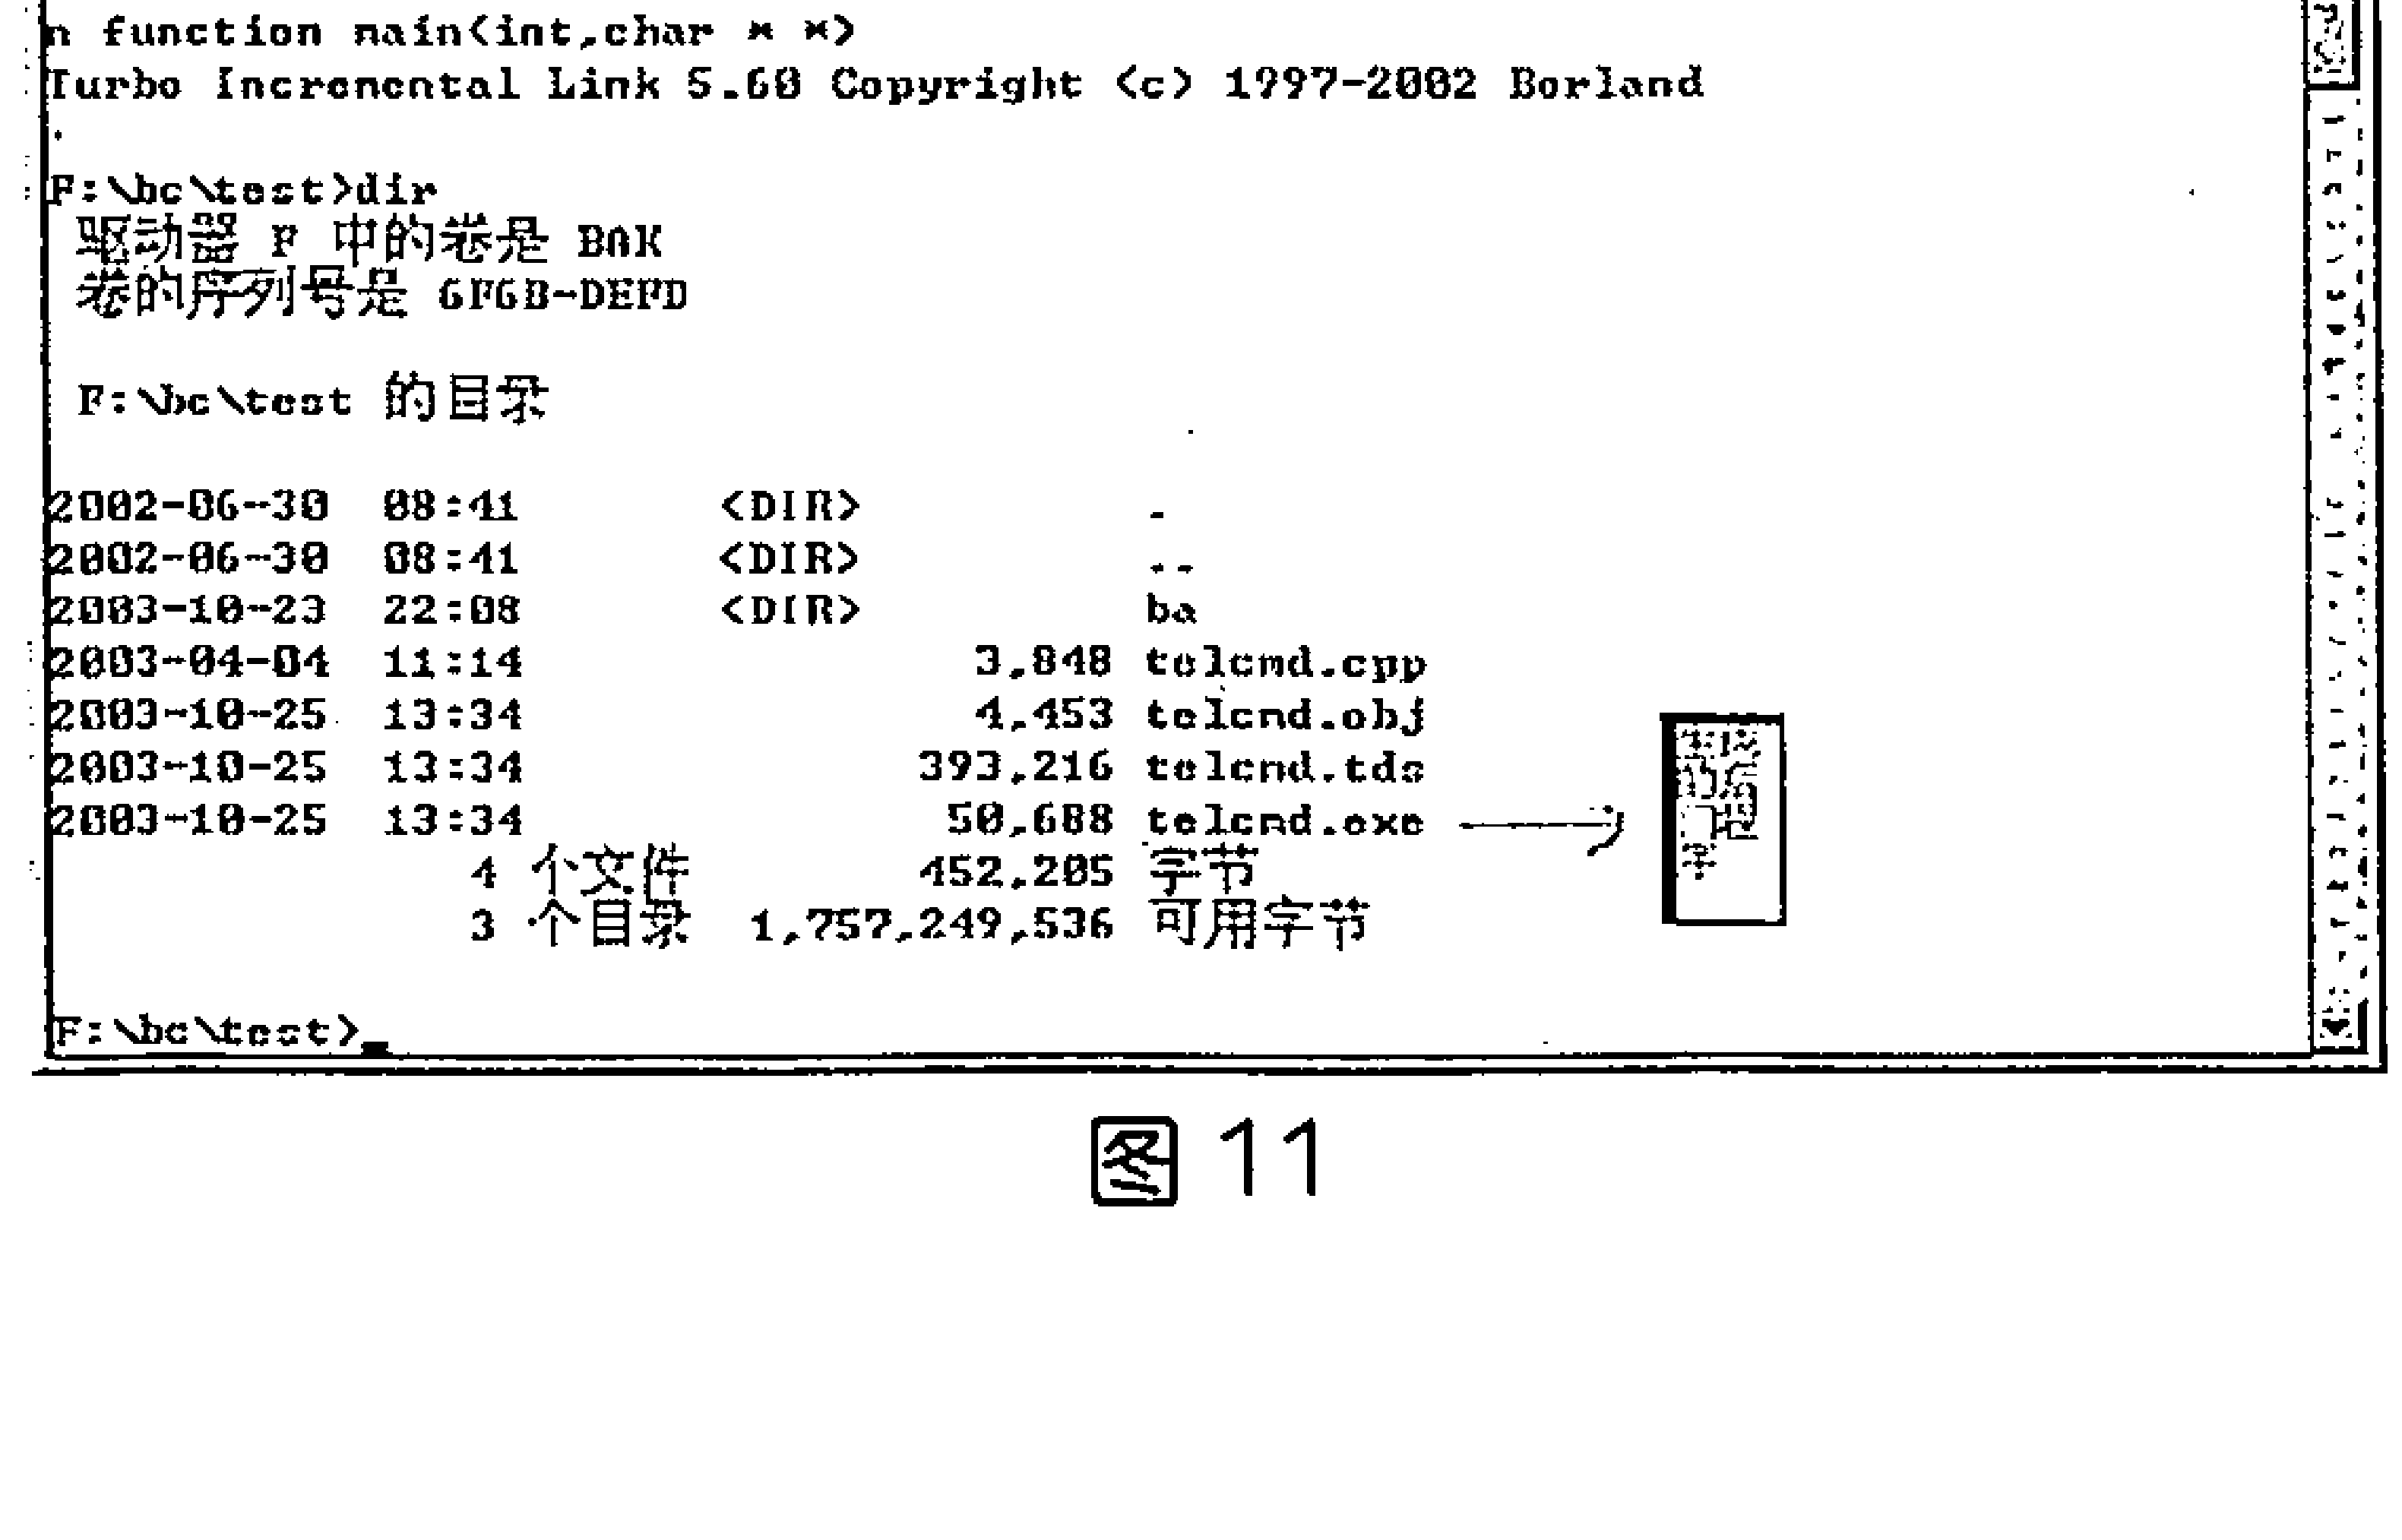 n function main(int,char * *)
Turbo Incremental Link 5.60 Copyright (c) 1997-2002 Borland
F:\bc\test>dir
驱动器 F 中的卷是 BAK
卷的序列号是 6F6B-DEFD
F:\bc\test 的目录
2002-06-30 08:41 <DIR> .
2002-06-30 08:41 <DIR> ..
2003-10-23 22:08 <DIR> ba
2003-04-04 11:14 3,848 telcmd.cpp
2003-10-25 13:34 4,453 telcmd.obj
2003-10-25 13:34 393,216 telcmd.tds
2003-10-25 13:34 50,688 telcmd.exe
4 个文件 452,205 字节
3 个目录 1,757,249,536 可用字节
F:\bc\test>_
图 11